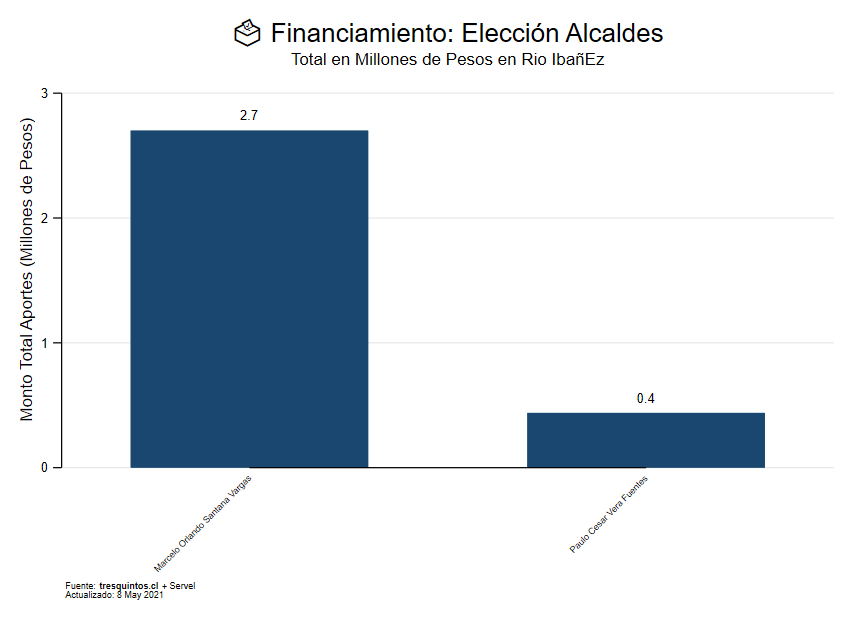 🗳 Financiamiento: Elección Alcaldes
Total en Millones de Pesos en Rio IbañEz
Monto Total Aportes (Millones de Pesos)
3
2
1
0
2.7
0.4
Marcelo Orlando Santana Vargas
Paulo Cesar Vera Fuentes
Fuente: tresquintos.cl + Servel
Actualizado: 8 May 2021